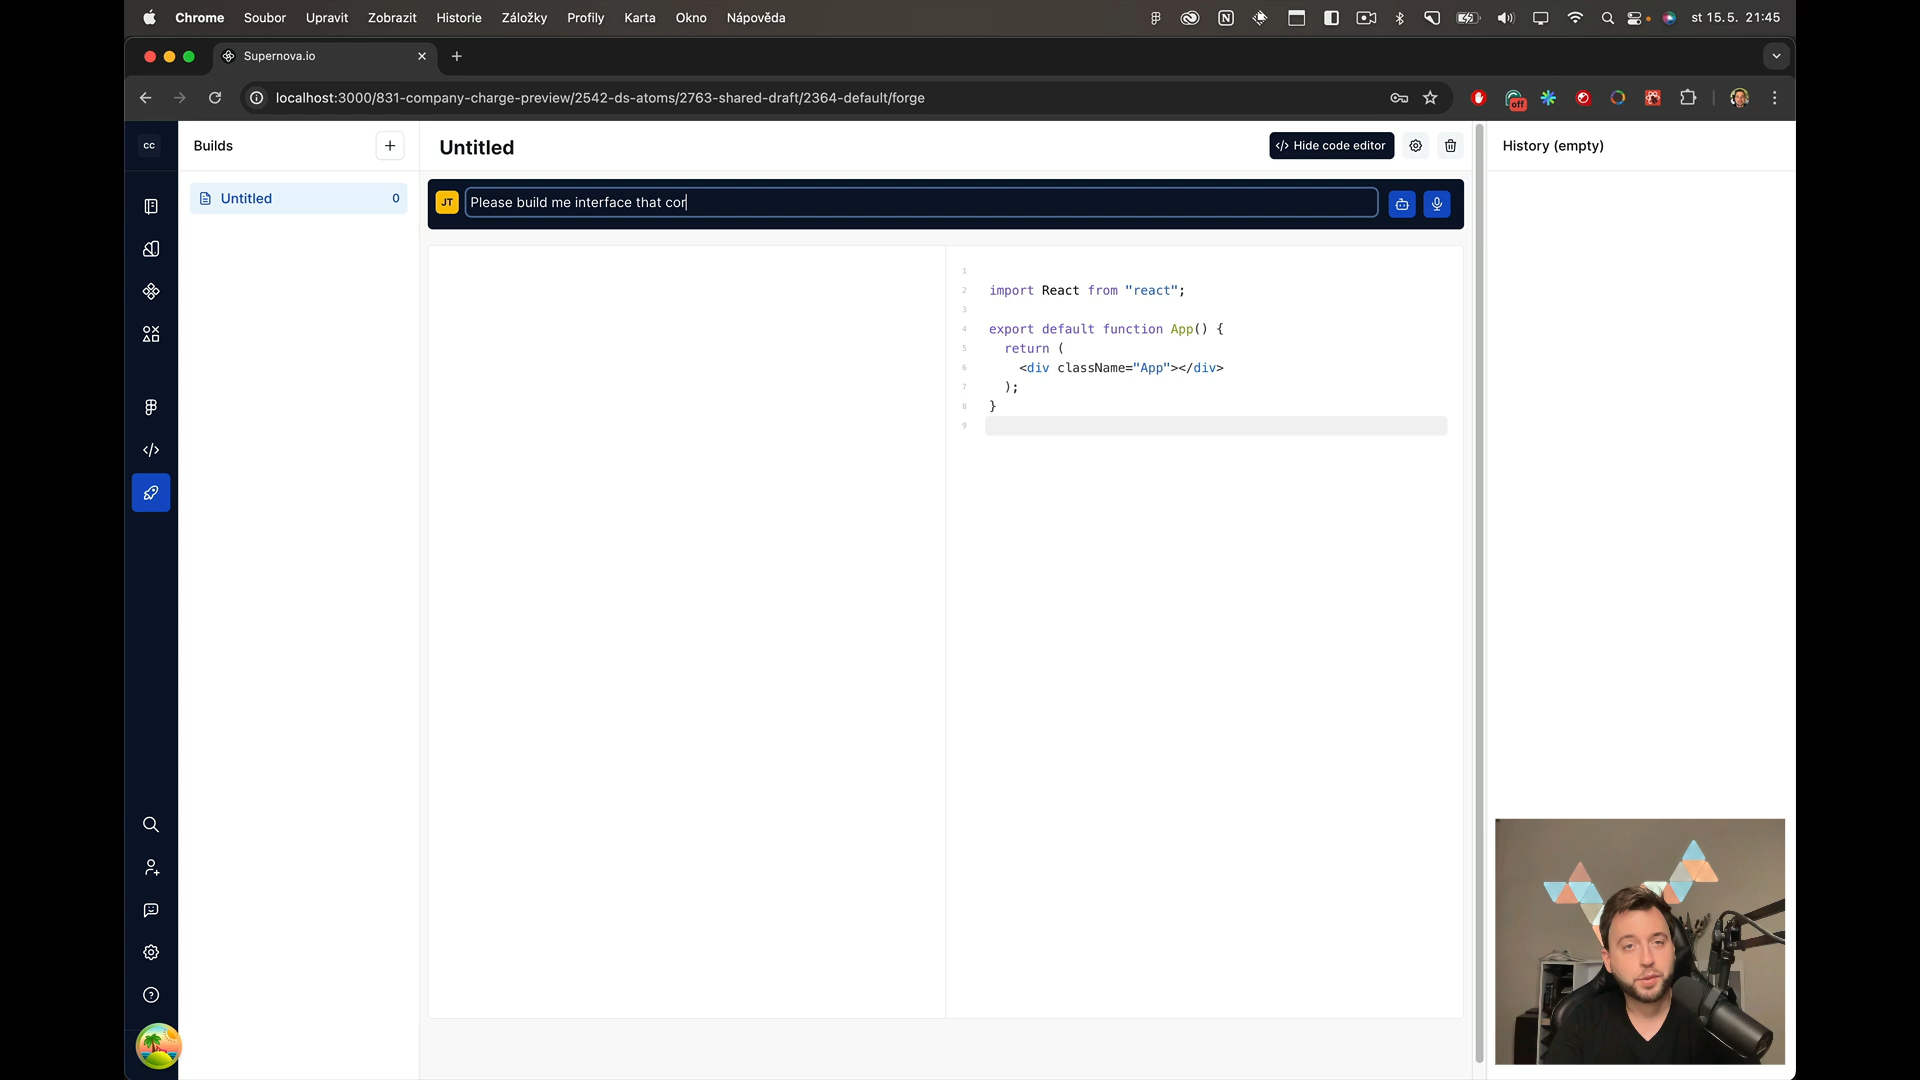 Chrome Soubor Upravit Zobrazit Historie Záložky Profily Karta Okno Nápověda st 15.5. 21:45
Supernova.io
localhost:3000/831-company-charge-preview/2542-ds-atoms/2763-shared-draft/2364-default/forge
off
CC
Builds
Untitled 0
Untitled
</> Hide code editor
JT Please build me interface that cor
1
2 import React from "react";
3
4 export default function App() {
5 return (
6 <div className="App"></div>
7 );
8 }
9
History (empty)